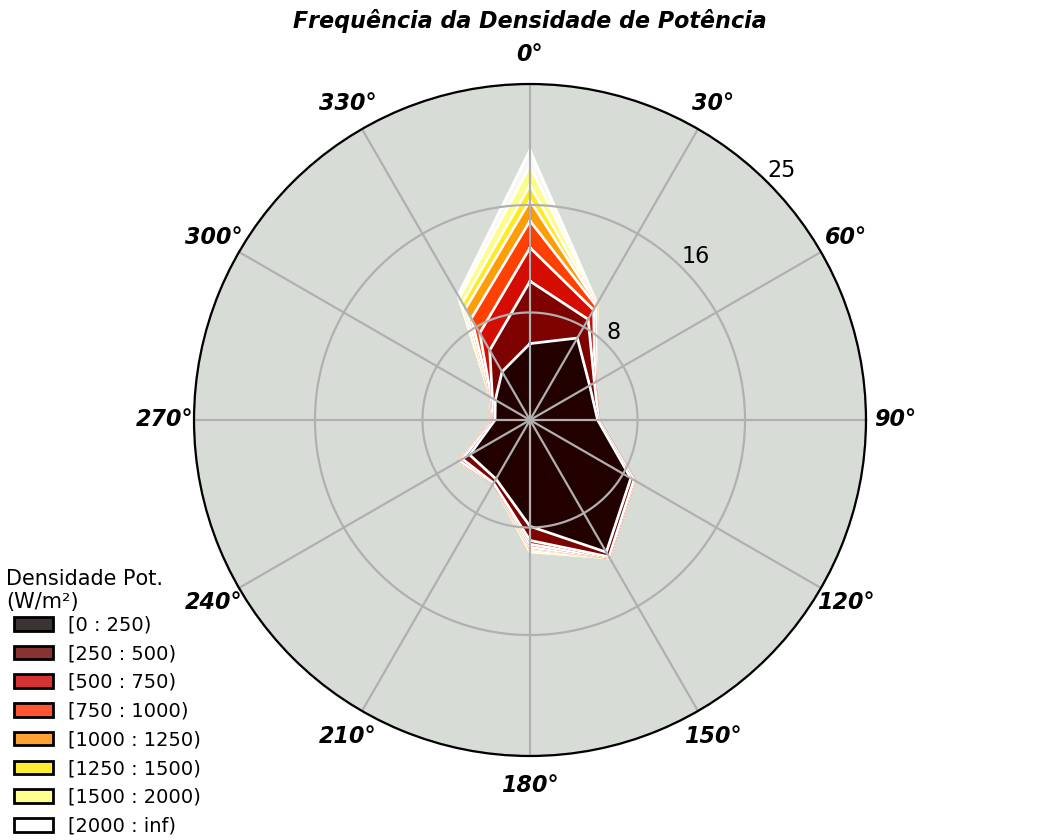 Frequência da Densidade de Potência
0°
330°
30°
25
300°
60°
16
8
270°
90°
240°
120°
210°
150°
180°
Densidade Pot.
(W/m²)
[0 : 250)
[250 : 500)
[500 : 750)
[750 : 1000)
[1000 : 1250)
[1250 : 1500)
[1500 : 2000)
[2000 : inf)